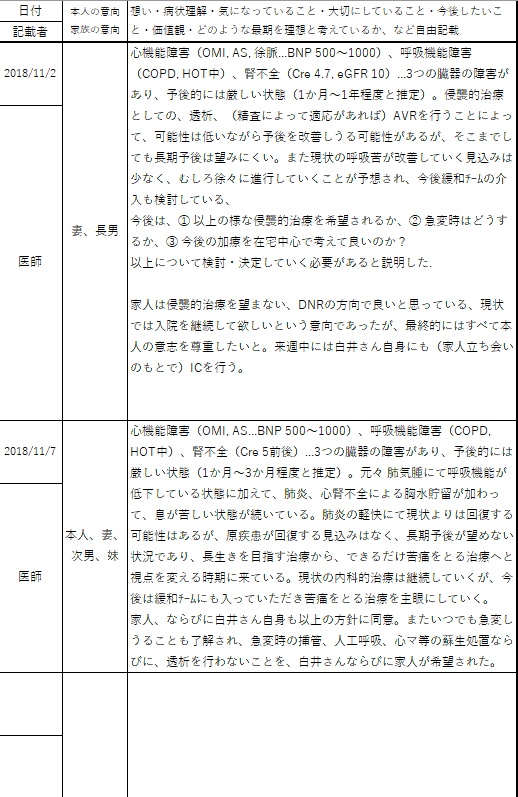 日付
記載者
本人の意向
家族の意向
想い・病状理解・気になっていること・大切にしていること・今後したいこ
と・価値観・どのような最期を理想と考えているか、など自由記載
2018/11/2
医師
妻、長男
心機能障害（OMI, AS, 徐脈…BNP 500～1000）、呼吸機能障害
（COPD, HOT中）、腎不全（Cre 4.7, eGFR 10）…3つの臓器の障害が
あり、予後的には厳しい状態（1か月～1年程度と推定）。侵襲的治療
としての、透析、（精査によって適応があれば）AVRを行うことによっ
て、可能性は低いながら予後を改善しうる可能性があるが、そこまでし
ても長期予後は望みにくい。また現状の呼吸苦が改善していく見込みは
少なく、むしろ徐々に進行していくことが予想され、今後緩和ﾁｰﾑの介
入も検討している、
今後は、① 以上の様な侵襲的治療を希望されるか、② 急変時はどうす
るか、③ 今後の加療を在宅中心で考えて良いのか？
以上について検討・決定していく必要があると説明した.
家人は侵襲的治療を望まない、DNRの方向で良いと思っている、現状
では入院を継続して欲しいという意向であったが、最終的にはすべて本
人の意志を尊重したいと。来週中には白井さん自身にも（家人立ち会い
のもとで）ICを行う。
2018/11/7
医師
本人、妻、
次男、妹
心機能障害（OMI, AS…BNP 500～1000）、呼吸機能障害（COPD,
HOT中）、腎不全（Cre 5前後）…3つの臓器の障害があり、予後的には
厳しい状態（1か月～3か月程度と推定）。元々 肺気腫にて呼吸機能が
低下している状態に加えて、肺炎、心腎不全による胸水貯留が加わっ
て、息が苦しい状態が続いている。肺炎の軽快にて現状よりは回復する
可能性はあるが、原疾患が回復する見込みはなく、長期予後が望めない
状況であり、長生きを目指す治療から、できるだけ苦痛をとる治療へと
視点を変える時期に来ている。現状の内科的治療は継続していくが、今
後は緩和ﾁｰﾑにも入っていただき苦痛をとる治療を主眼にしていく。
家人、ならびに白井さん自身も以上の方針に同意。またいつでも急変し
うることも了解され、急変時の挿管、人工呼吸、心マ等の蘇生処置なら
びに、透析を行わないことを、白井さんならびに家人が希望された。